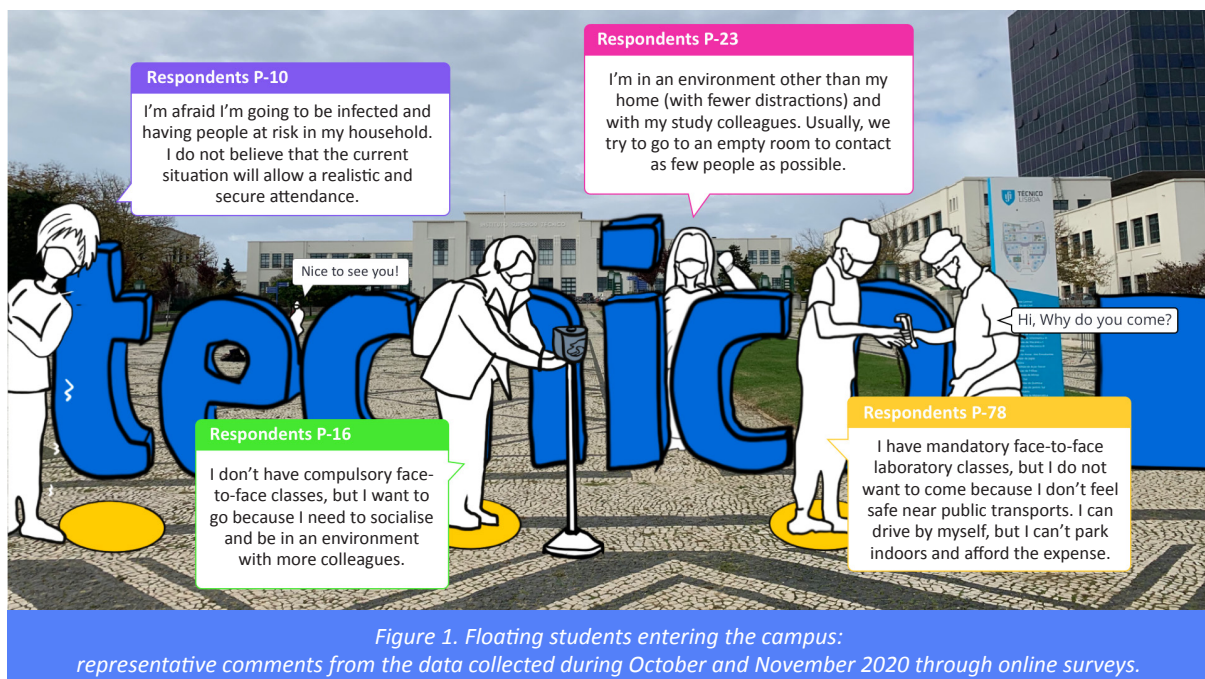 Respondents P-10
I'm afraid I'm going to be infected and
having people at risk in my household.
I do not believe that the current
situation will allow a realistic and
secure attendance.
Respondents P-23
I'm in an environment other than my
home (with fewer distractions) and
with my study colleagues. Usually, we
try to go to an empty room to contact
as few people as possible.
TÉCNICO
LISBOA
Nice to see you!
Hi, Why do you come?
tecnico
Respondents P-16
I don't have compulsory face-
to-face classes, but I want to
go because I need to socialise
and be in an environment
with more colleagues.
Respondents P-78
I have mandatory face-to-face
laboratory classes, but I do not
want to come because I don't feel
safe near public transports. I can
drive by myself, but I can't park
indoors and afford the expense.
Figure 1. Floating students entering the campus:
representative comments from the data collected during October and November 2020 through online surveys.